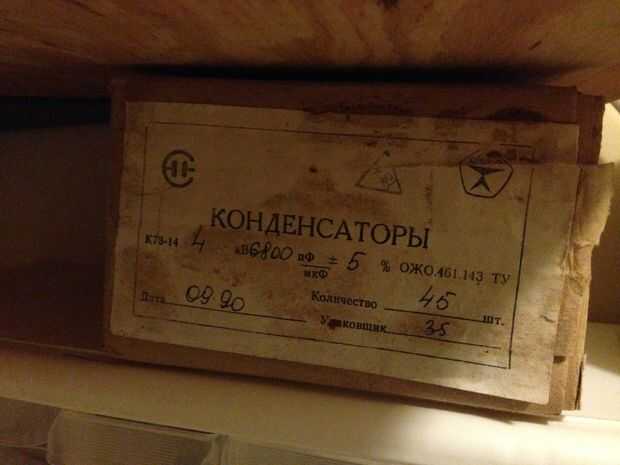 КОНДЕНСАТОРЫ
К73-14 4 кВ 6800 пФ/мкФ ± 5 % ОЖО.461.143 ТУ
Дата 09.90 Количество 45 шт.
Упаковщик 35